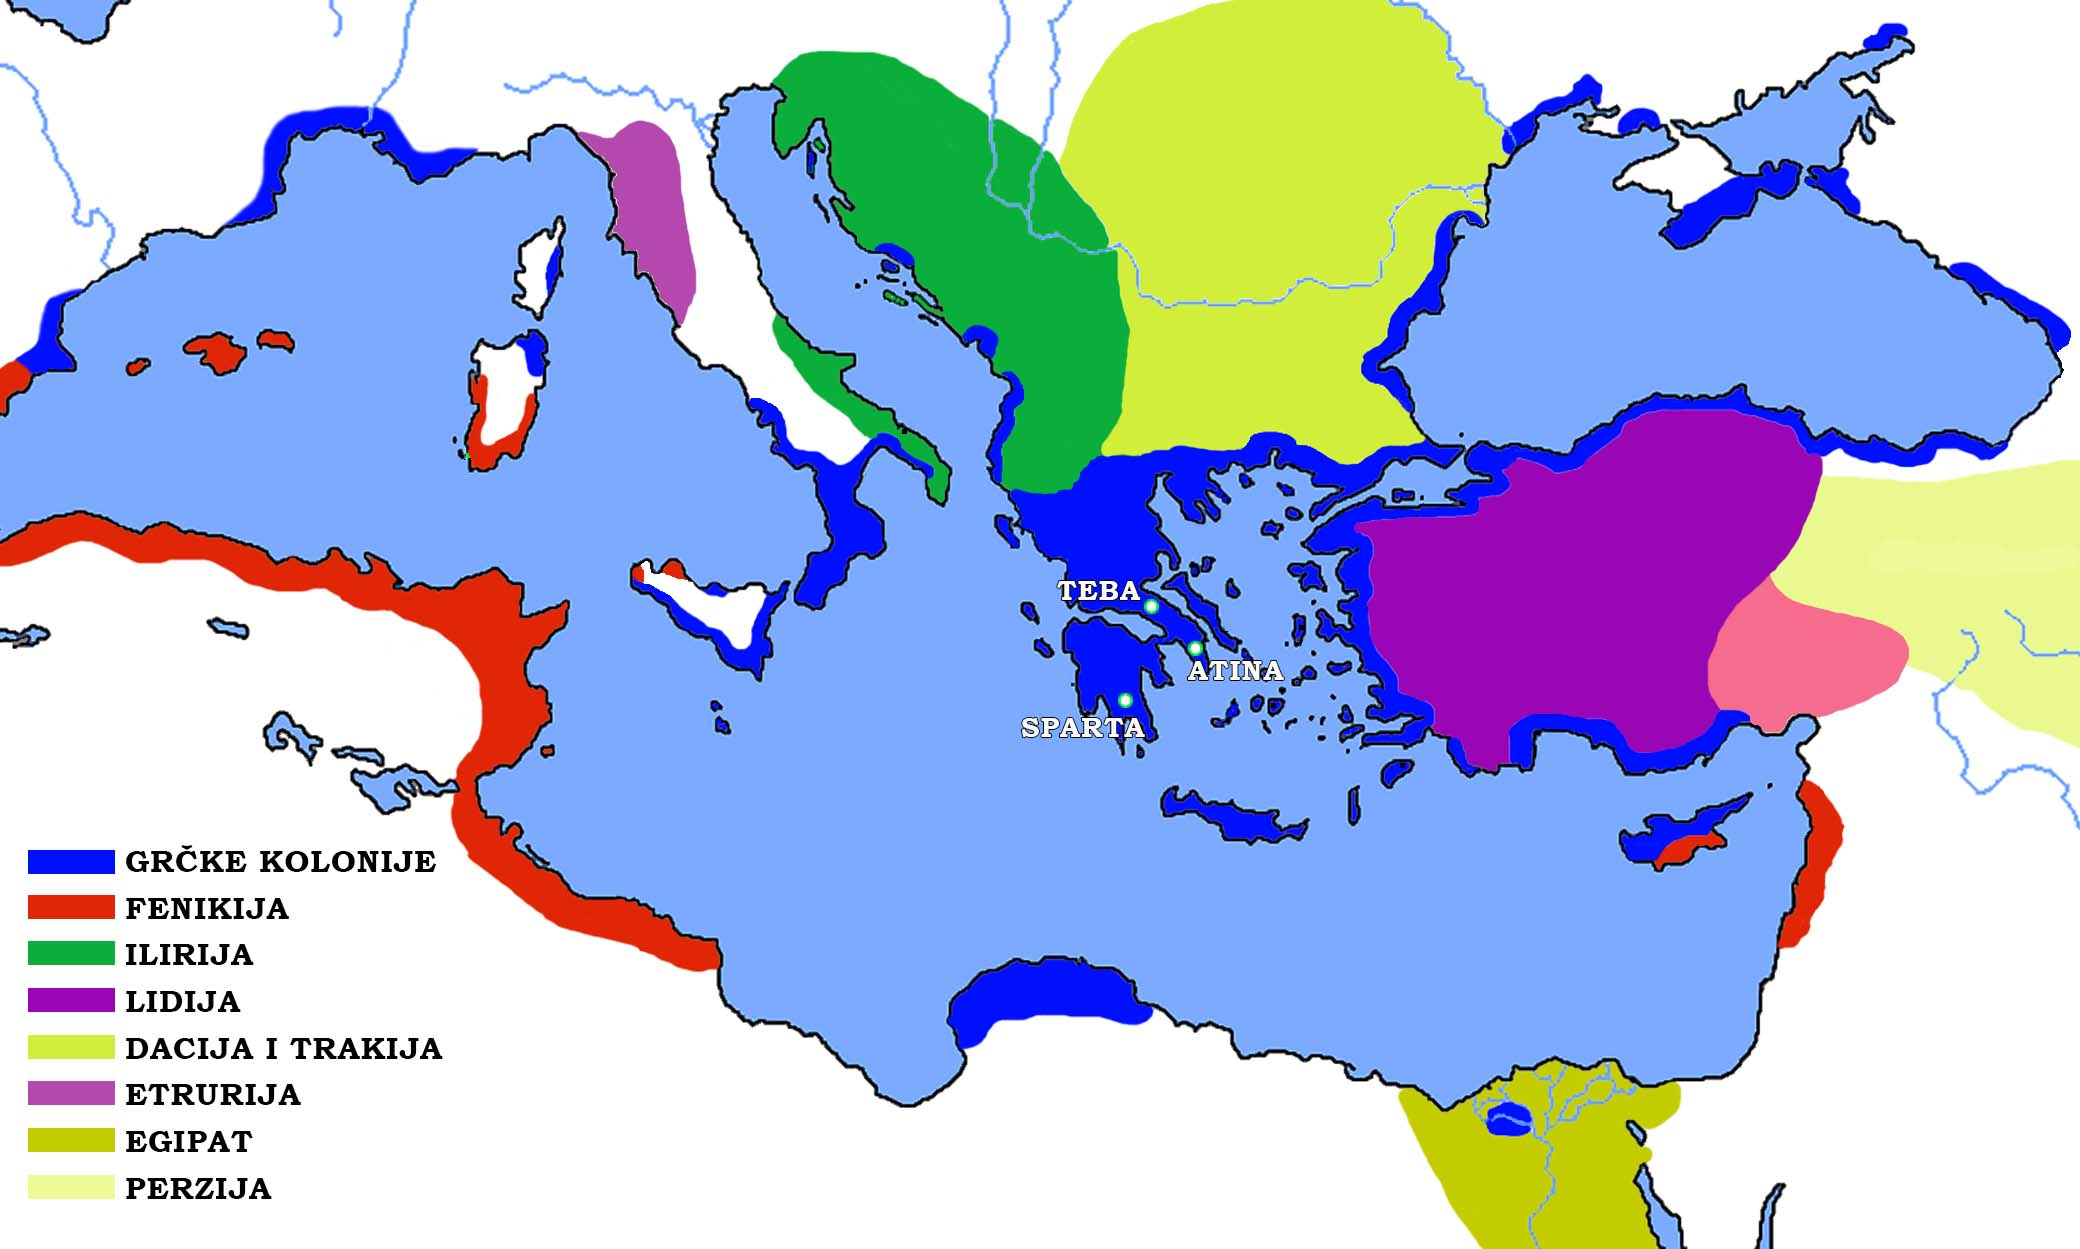 TEBA
ATINA
SPARTA
GRČKE KOLONIJE
FENIKIJA
ILIRIJA
LIDIJA
DACIJA I TRAKIJA
ETRURIJA
EGIPAT
PERZIJA